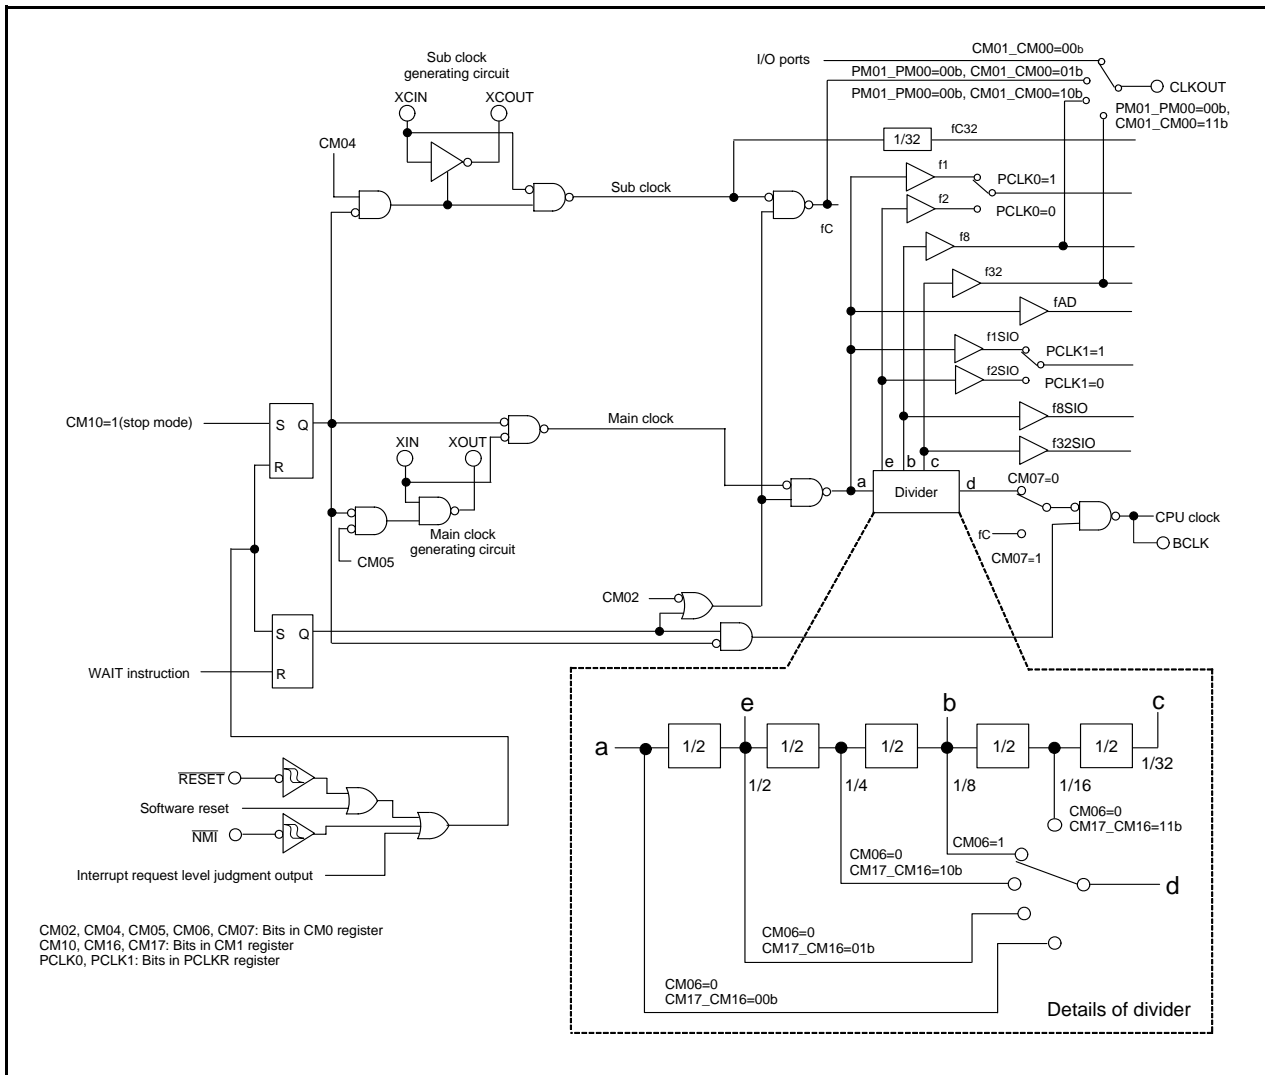 Sub clock
generating circuit
XCIN
XCOUT
CM04
I/O ports
CM01_CM00=00b
PM01_PM00=00b, CM01_CM00=01b
PM01_PM00=00b, CM01_CM00=10b
CLKOUT
PM01_PM00=00b,
CM01_CM00=11b
1/32
fC32
f1
PCLK0=1
f2
PCLK0=0
Sub clock
fC
f8
f32
fAD
f1SIO
PCLK1=1
f2SIO
PCLK1=0
f8SIO
f32SIO
CM10=1(stop mode)
S
Q
R
XIN
XOUT
Main clock
Main clock
generating circuit
CM05
a
e
b
c
Divider
d
CM07=0
fC
CM07=1
CPU clock
BCLK
CM02
S
Q
R
WAIT instruction
RESET
Software reset
NMI
Interrupt request level judgment output
a
e
b
c
1/2
1/2
1/2
1/2
1/2
1/2
1/4
1/8
1/16
1/32
CM06=0
CM17_CM16=11b
CM06=1
CM06=0
CM17_CM16=10b
d
CM06=0
CM17_CM16=01b
CM06=0
CM17_CM16=00b
Details of divider
CM02, CM04, CM05, CM06, CM07: Bits in CM0 register
CM10, CM16, CM17: Bits in CM1 register
PCLK0, PCLK1: Bits in PCLKR register